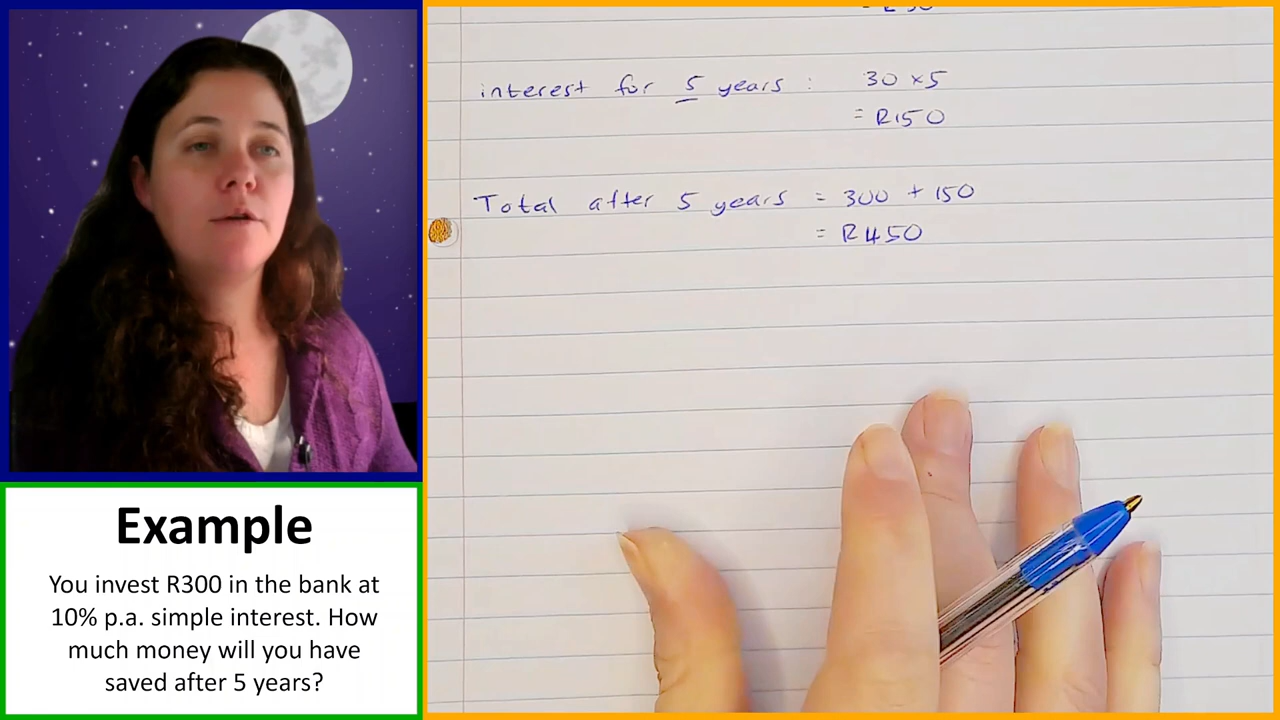 = R30
interest for 5 years : 30 × 5
= R150
Total after 5 years = 300 + 150
= R450
Example
You invest R300 in the bank at
10% p.a. simple interest. How
much money will you have
saved after 5 years?